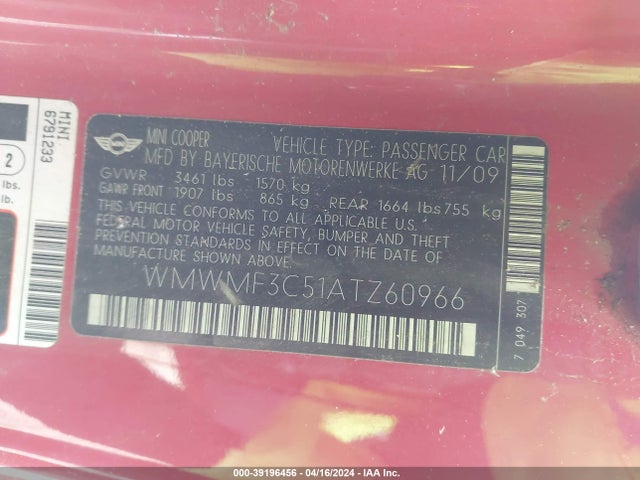 MINI
6791233
2
lbs.
lb.
MINI COOPER
VEHICLE TYPE: PASSENGER CAR
MFD BY BAYERISCHE MOTORENWERKE AG 11/09
GVWR 3461 lbs 1570 kg
GAWR FRONT 1907 lbs 865 kg REAR 1664 lbs 755 kg
THIS VEHICLE CONFORMS TO ALL APPLICABLE U.S.
FEDERAL MOTOR VEHICLE SAFETY, BUMPER AND THEFT
PREVENTION STANDARDS IN EFFECT ON THE DATE OF
MANUFACTURE SHOWN ABOVE.
WMWMF3C51ATZ60966
7 049 307
000-39196456 - 04/16/2024 - IAA Inc.